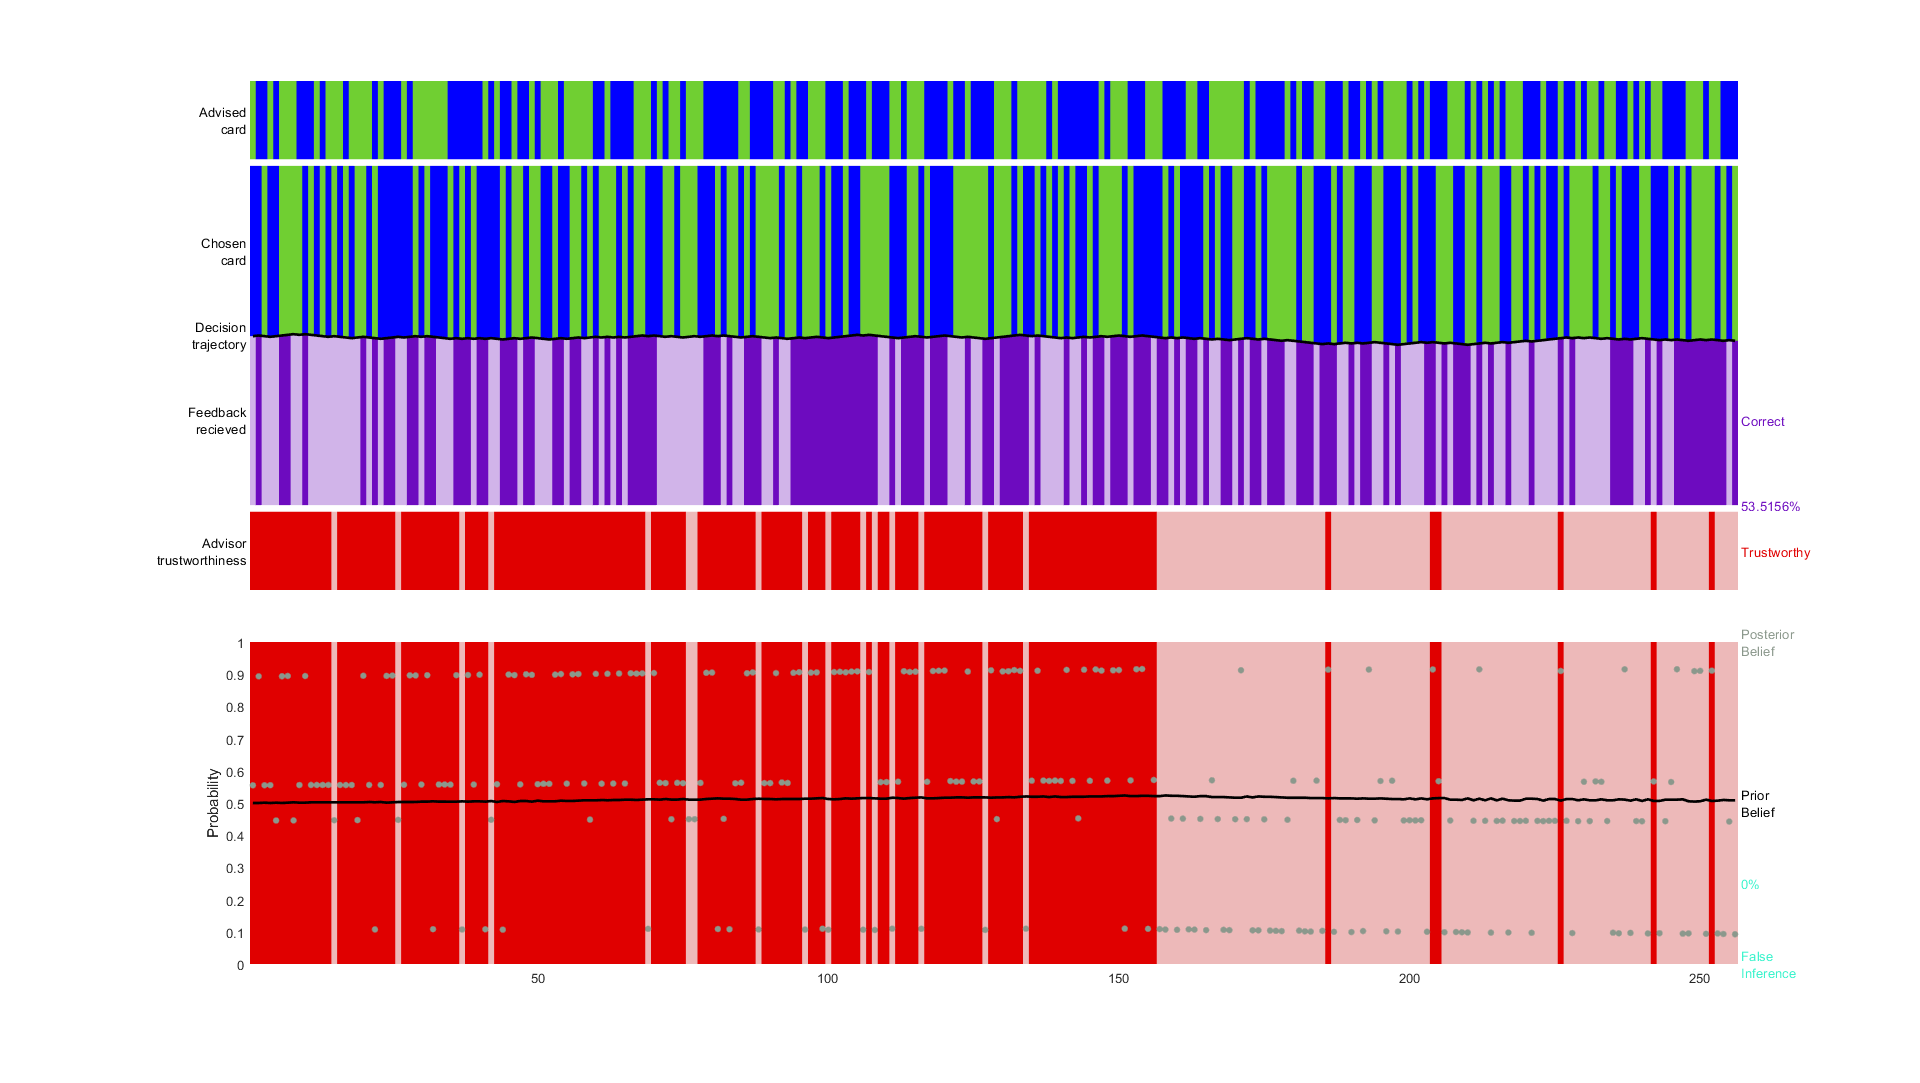 Advised
card
Chosen
card
Decision
trajectory
Feedback
recieved
Correct
53.5156%
Advisor
trustworthiness
Trustworthy
Posterior
Belief
Prior
Belief
0%
False
Inference
Probability
1
0.9
0.8
0.7
0.6
0.5
0.4
0.3
0.2
0.1
0
50
100
150
200
250